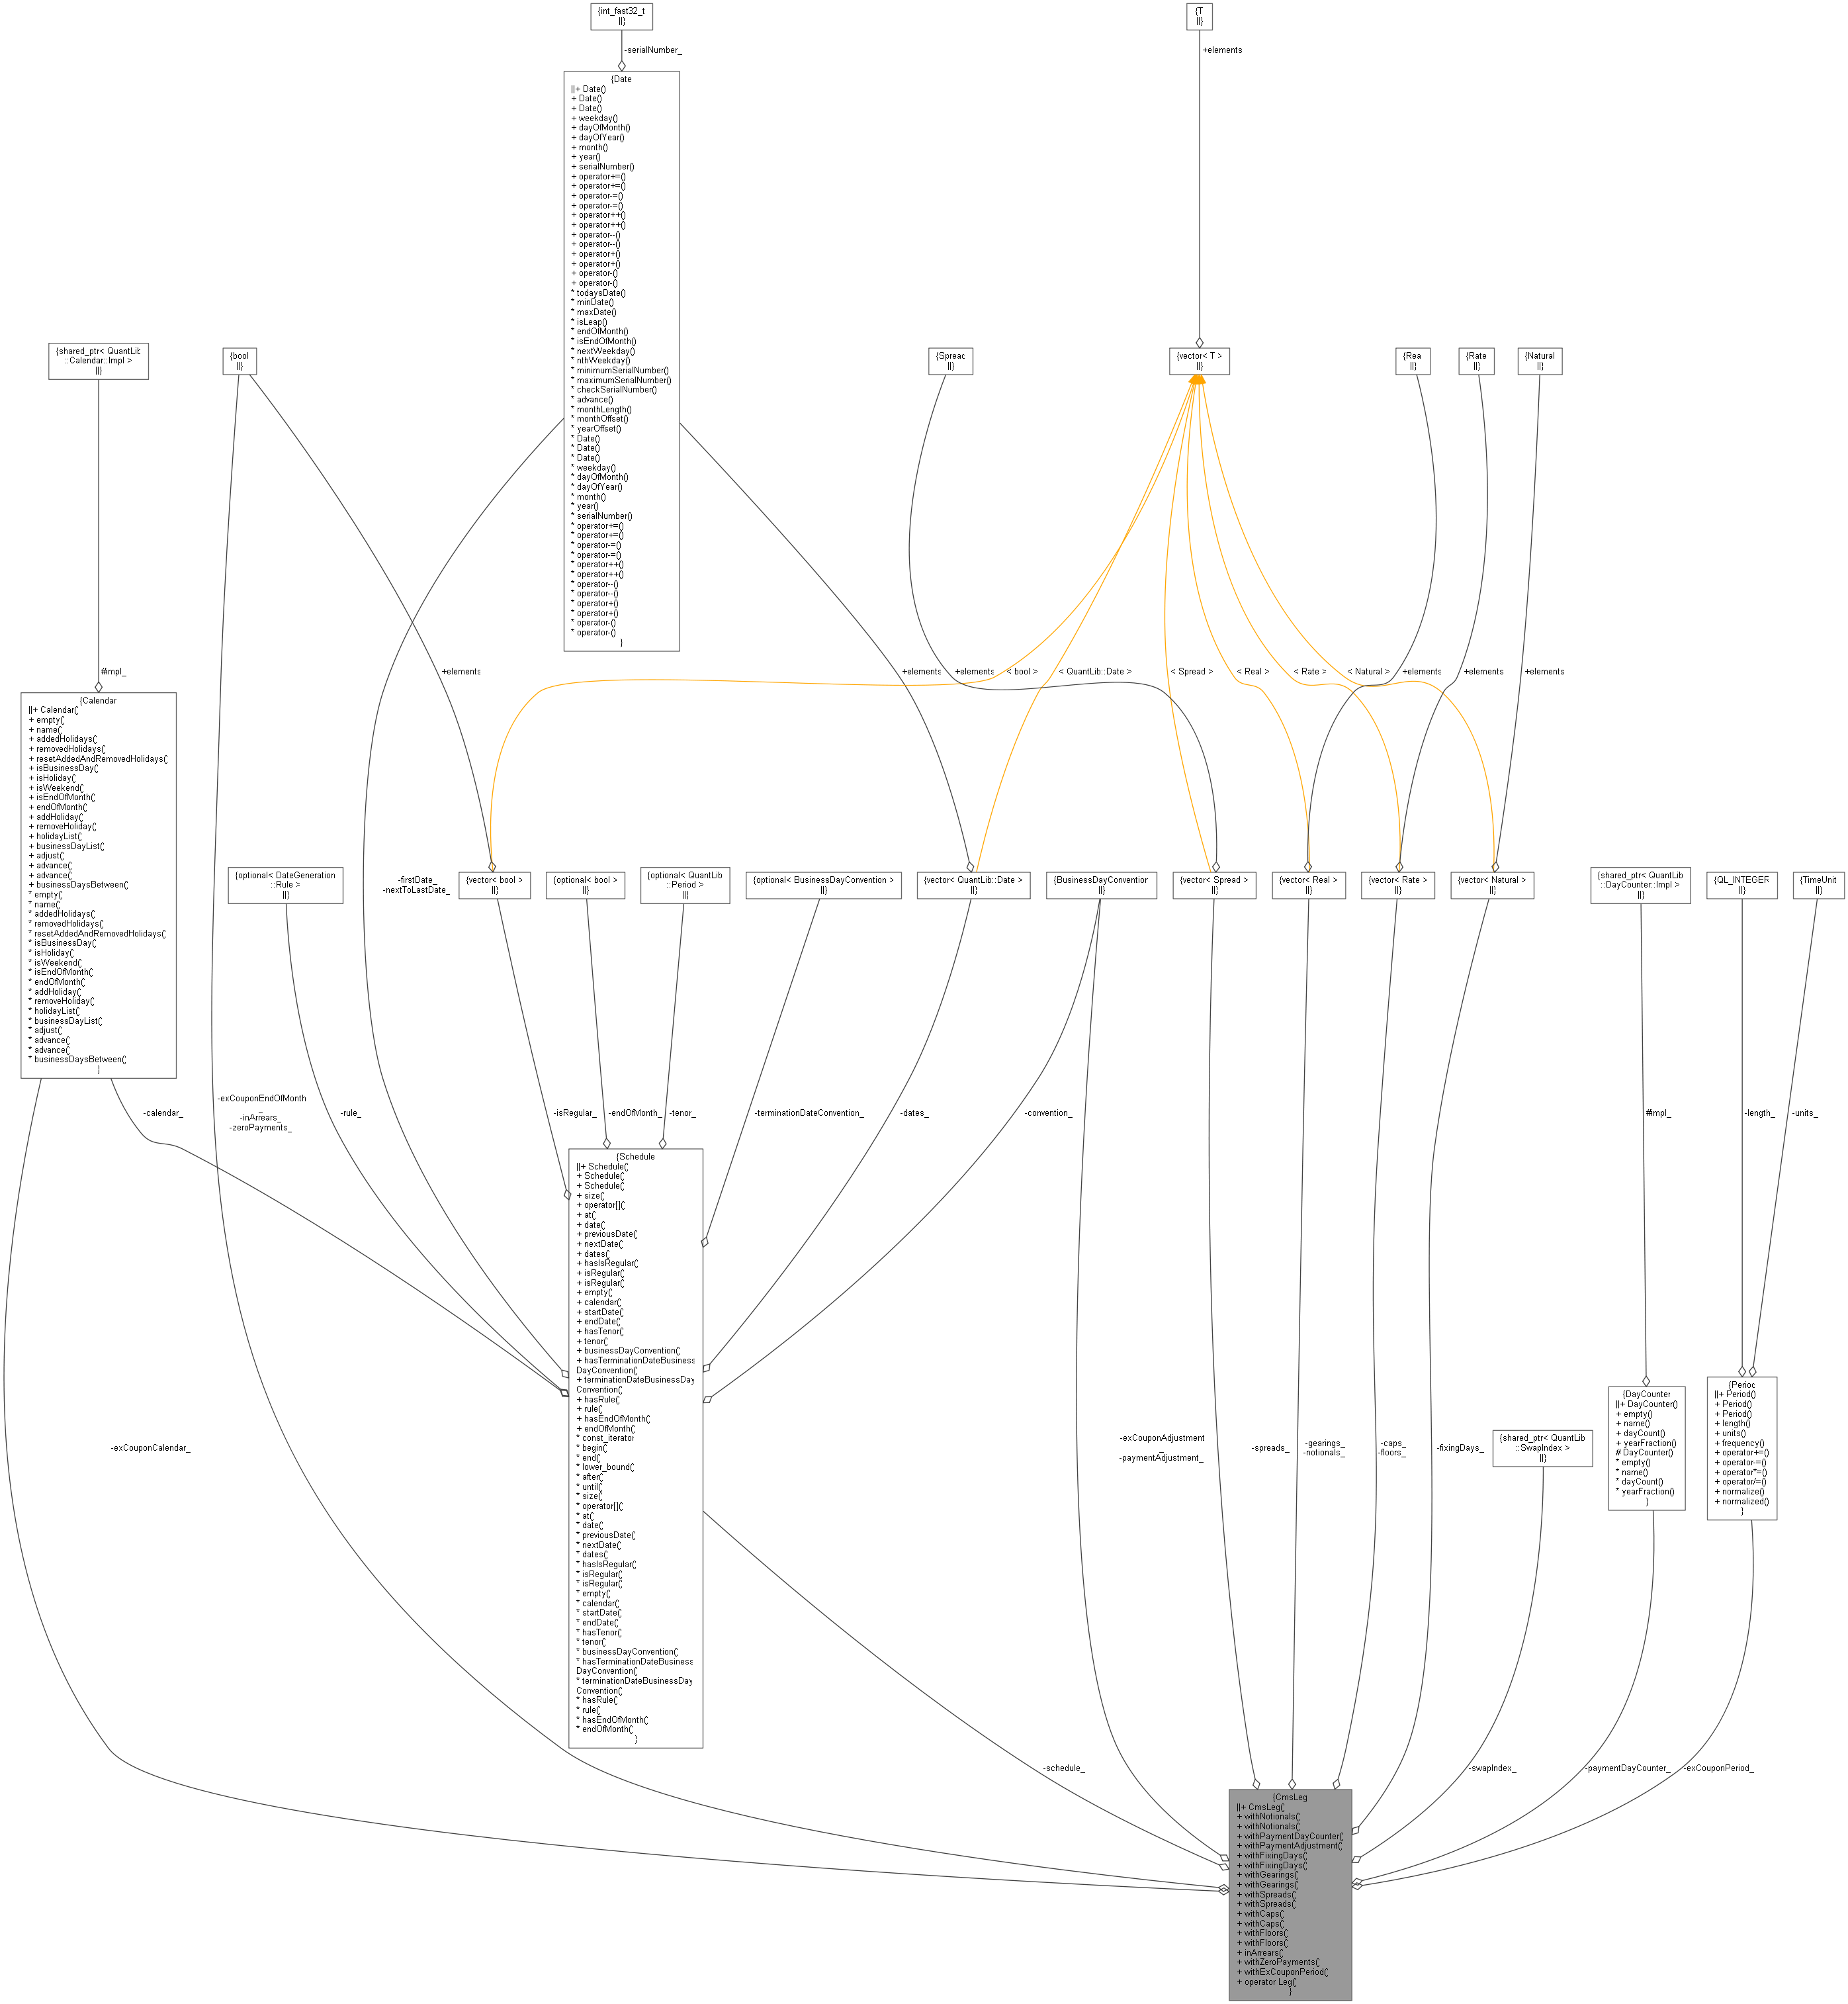 {int_fast32_t
||}
{T
||}
-serialNumber_
+elements
{Date
||+ Date()
+ Date()
+ Date()
+ weekday()
+ dayOfMonth()
+ dayOfYear()
+ month()
+ year()
+ serialNumber()
+ operator+=()
+ operator+=()
+ operator-=()
+ operator-=()
+ operator++()
+ operator++()
+ operator--()
+ operator--()
+ operator+()
+ operator+()
+ operator-()
+ operator-()
* todaysDate()
* minDate()
* maxDate()
* isLeap()
* endOfMonth()
* isEndOfMonth()
* nextWeekday()
* nthWeekday()
* minimumSerialNumber()
* maximumSerialNumber()
* checkSerialNumber()
* advance()
* monthLength()
* monthOffset()
* yearOffset()
* Date()
* Date()
* Date()
* weekday()
* dayOfMonth()
* dayOfYear()
* month()
* year()
* serialNumber()
* operator+=()
* operator+=()
* operator-=()
* operator-=()
* operator++()
* operator++()
* operator--()
* operator--()
* operator+()
* operator+()
* operator-()
* operator-()
}
{shared_ptr< QuantLib
::Calendar::Impl >
||}
{bool
||}
{Spreac
||}
{vector< T >
||}
{Rea
||}
{Rate
||}
{Natural
||}
#impl_
+elements
+elements
+elements
< bool >
< QuantLib::Date >
< Spread >
< Real >
< Rate >
< Natural >
+elements
+elements
+elements
{Calendar
||+ Calendar(
+ empty(
+ name(
+ addedHolidays(
+ removedHolidays(
+ resetAddedAndRemovedHolidays(
+ isBusinessDay(
+ isHoliday(
+ isWeekend(
+ isEndOfMonth(
+ endOfMonth(
+ addHoliday(
+ removeHoliday(
+ holidayList(
+ businessDayList(
+ adjust(
+ advance(
+ advance(
+ businessDaysBetween(
* empty(
* name(
* addedHolidays(
* removedHolidays(
* resetAddedAndRemovedHolidays(
* isBusinessDay(
* isHoliday(
* isWeekend(
* isEndOfMonth(
* endOfMonth(
* addHoliday(
* removeHoliday(
* holidayList(
* businessDayList(
* adjust(
* advance(
* advance(
* businessDaysBetween(
}
{optional< DateGeneration
::Rule >
||}
-firstDate_
-nextToLastDate_
{vector< bool >
||}
{optional< bool >
||}
{optional< QuantLib
::Period >
||}
{optional< BusinessDayConvention >
||}
{vector< QuantLib::Date >
||}
{BusinessDayConvention
||}
{vector< Spread >
||}
{vector< Real >
||}
{vector< Rate >
||}
{vector< Natural >
||}
{shared_ptr< QuantLib
::DayCounter::Impl >
||}
{QL_INTEGER
||}
{TimeUnit
||}
-calendar_
-exCouponEndOfMonth
_
-inArrears_
-zeroPayments_
-rule_
-isRegular_
-endOfMonth_
-tenor_
-terminationDateConvention_
-dates_
-convention_
#impl_
-length_
-units_
{Schedule
||+ Schedule(
+ Schedule(
+ Schedule(
+ size(
+ operator[](
+ at(
+ date(
+ previousDate(
+ nextDate(
+ dates(
+ hasIsRegular(
+ isRegular(
+ isRegular(
+ empty(
+ calendar(
+ startDate(
+ endDate(
+ hasTenor(
+ tenor(
+ businessDayConvention(
+ hasTerminationDateBusiness
DayConvention(
+ terminationDateBusinessDay
Convention(
+ hasRule(
+ rule(
+ hasEndOfMonth(
+ endOfMonth(
* const_iterator
* begin(
* end(
* lower_bound(
* after(
* until(
* size(
* operator[](
* at(
* date(
* previousDate(
* nextDate(
* dates(
* hasIsRegular(
* isRegular(
* isRegular(
* empty(
* calendar(
* startDate(
* endDate(
* hasTenor(
* tenor(
* businessDayConvention(
* hasTerminationDateBusiness
DayConvention(
* terminationDateBusinessDay
Convention(
* hasRule(
* rule(
* hasEndOfMonth(
* endOfMonth(
}
-exCouponCalendar_
-exCouponAdjustment
_
-paymentAdjustment_
-spreads_
-gearings_
-notionals_
-caps_
-floors_
-fixingDays_
{shared_ptr< QuantLib
::SwapIndex >
||}
{DayCounter
||+ DayCounter()
+ empty()
+ name()
+ dayCount()
+ yearFraction()
# DayCounter()
* empty()
* name()
* dayCount()
* yearFraction()
}
{Period
||+ Period()
+ Period()
+ Period()
+ length()
+ units()
+ frequency()
+ operator+=()
+ operator-=()
+ operator*=()
+ operator/=()
+ normalize()
+ normalized()
}
-schedule_
-swapIndex_
-paymentDayCounter_
-exCouponPeriod_
{CmsLeg
||+ CmsLeg(
+ withNotionals(
+ withNotionals(
+ withPaymentDayCounter(
+ withPaymentAdjustment(
+ withFixingDays(
+ withFixingDays(
+ withGearings(
+ withGearings(
+ withSpreads(
+ withSpreads(
+ withCaps(
+ withCaps(
+ withFloors(
+ withFloors(
+ inArrears(
+ withZeroPayments(
+ withExCouponPeriod(
+ operator Leg(
}